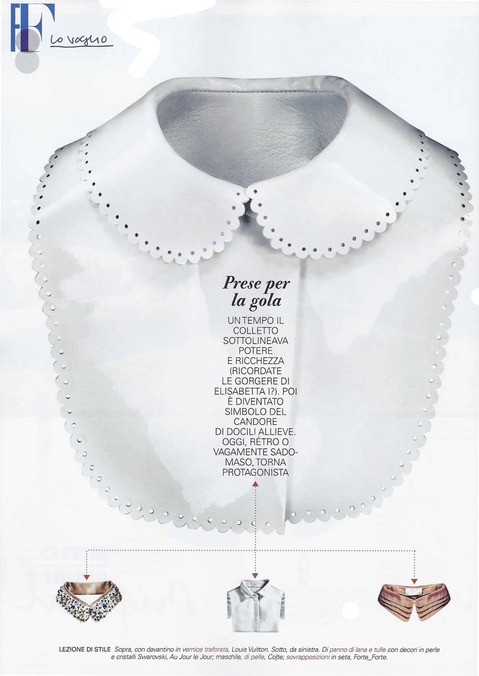 F
Lo voglio
Prese per
la gola
UN TEMPO IL
COLLETTO
SOTTOLINEAVA
POTERE
E RICCHEZZA
(RICORDATE
LE GORGERE DI
ELISABETTA I?). POI
È DIVENTATO
SIMBOLO DEL
CANDORE
DI DOCILI ALLIEVE.
OGGI, RÉTRO O
VAGAMENTE SADO-
MASO, TORNA
PROTAGONISTA
LEZIONE DI STILE Sopra, con davantino in vernice traforata, Louis Vuitton. Sotto, da sinistra. Di panno di lana e tulle con decori in perle
e cristalli Swarovski, Au Jour le Jour; maschile, di pelle, Co|te; sovrapposizioni in seta, Forte_Forte.